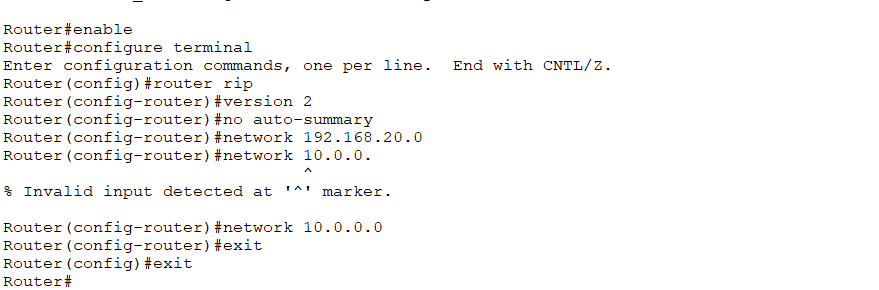 Router#enable
Router#configure terminal
Enter configuration commands, one per line.  End with CNTL/Z.
Router(config)#router rip
Router(config-router)#version 2
Router(config-router)#no auto-summary
Router(config-router)#network 192.168.20.0
Router(config-router)#network 10.0.0.
                              ^
% Invalid input detected at '^' marker.
Router(config-router)#network 10.0.0.0
Router(config-router)#exit
Router(config)#exit
Router#